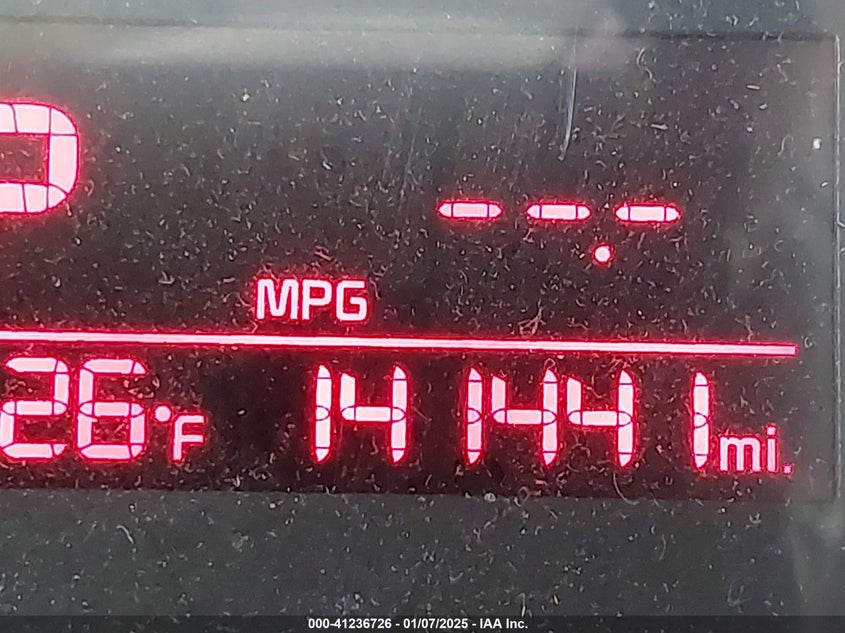 --.-
MPG
26°F 141441 mi.
000-41236726 - 01/07/2025 - IAA Inc.